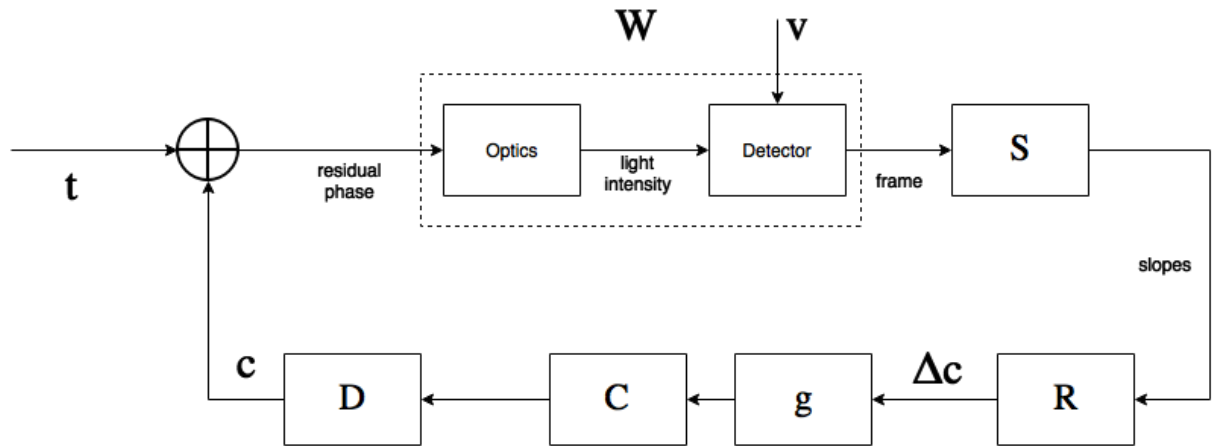 W
v
Optics
Detector
S
t
residual
phase
light
intensity
frame
slopes
c
Δc
D
C
g
R